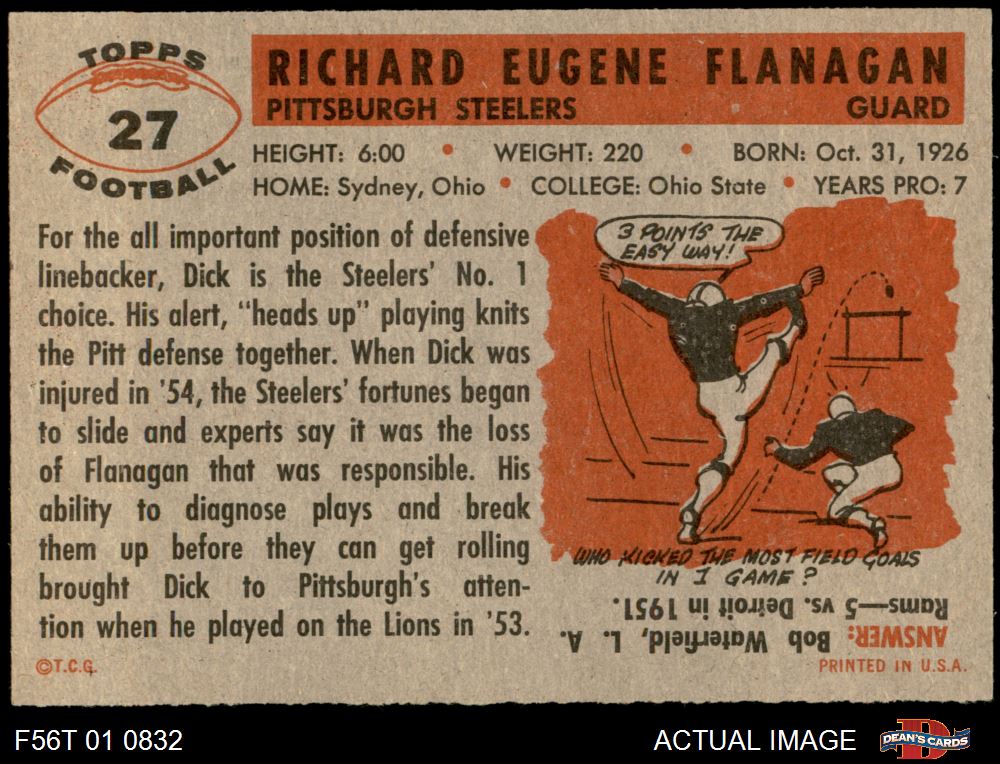 TOPPS
27
FOOTBALL
RICHARD EUGENE FLANAGAN
PITTSBURGH STEELERS GUARD
HEIGHT: 6:00 • WEIGHT: 220 • BORN: Oct. 31, 1926
HOME: Sydney, Ohio • COLLEGE: Ohio State • YEARS PRO: 7
For the all important position of defensive
linebacker, Dick is the Steelers' No. 1
choice. His alert, "heads up" playing knits
the Pitt defense together. When Dick was
injured in '54, the Steelers' fortunes began
to slide and experts say it was the loss
of Flanagan that was responsible. His
ability to diagnose plays and break
them up before they can get rolling
brought Dick to Pittsburgh's atten-
tion when he played on the Lions in '53.
©T.C.G.
3 POINTS THE
EASY WAY!
WHO KICKED THE MOST FIELD GOALS
IN 1 GAME?
ANSWER: Bob Waterfield, L. A.
Rams—5 vs. Detroit in 1951.
PRINTED IN U.S.A.
F56T 01 0832
ACTUAL IMAGE
D
DEAN'S CARDS